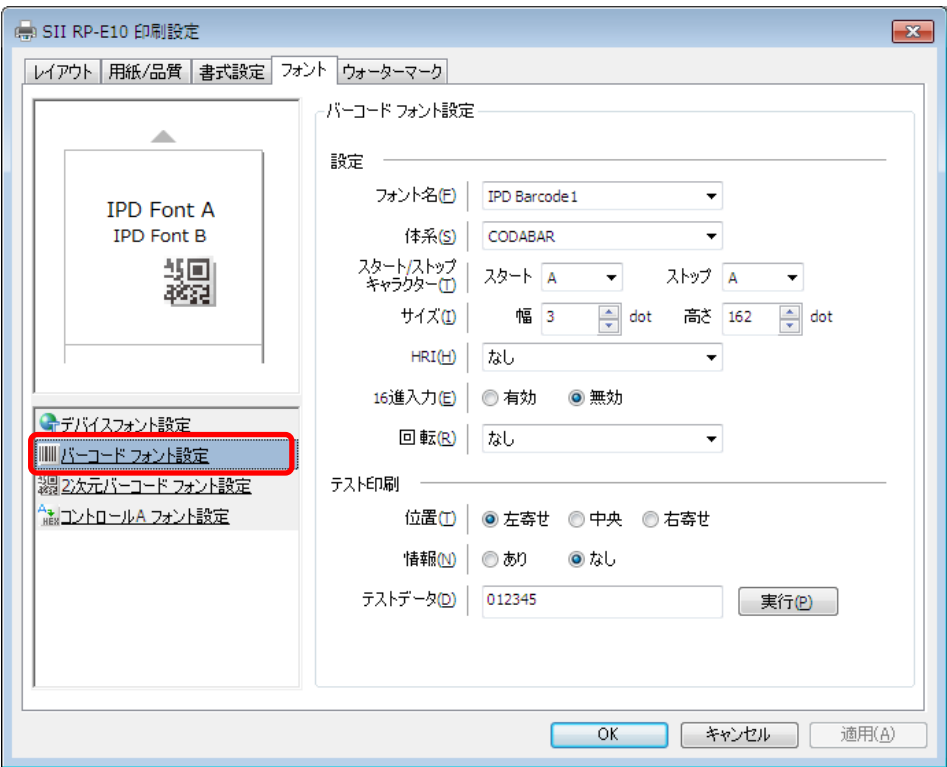 SII RP-E10 印刷設定
レイアウト 用紙/品質 書式設定 フォント ウォーターマーク
IPD Font A
IPD Font B
デバイスフォント設定
バーコード フォント設定
2次元バーコード フォント設定
A HEX コントロールA フォント設定
バーコード フォント設定
設定
フォント名(F) IPD Barcode1
体系(S) CODABAR
スタート/ストップ
キャラクター(T) スタート A ストップ A
サイズ(I) 幅 3 dot 高さ 162 dot
HRI(H) なし
16進入力(E) 有効 無効
回転(R) なし
テスト印刷
位置(T) 左寄せ 中央 右寄せ
情報(N) あり なし
テストデータ(D) 012345 実行(P)
OK キャンセル 適用(A)